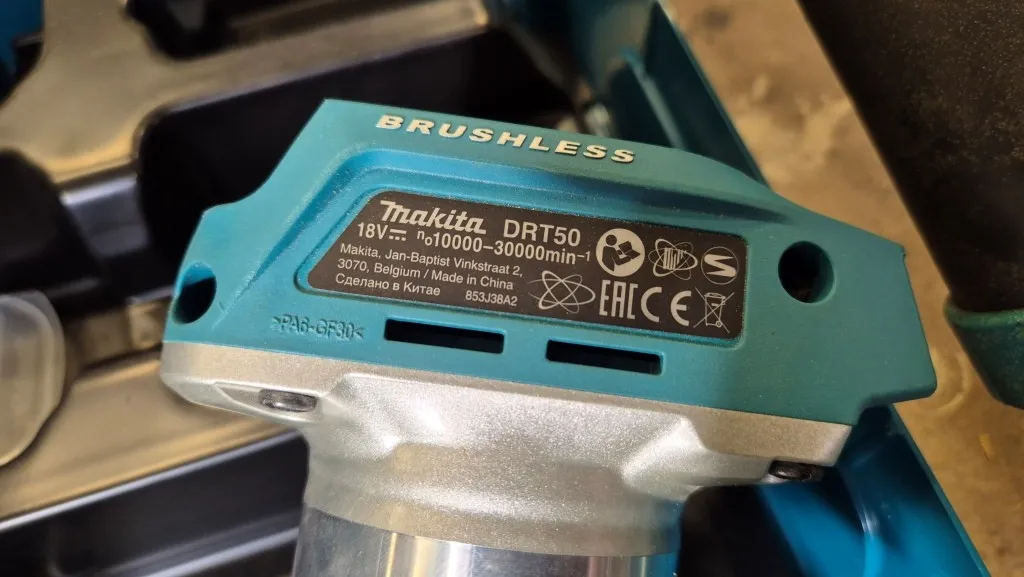 BRUSHLESS
makita DRT50
18V⎓ n₀10000–30000min⁻¹
Makita, Jan-Baptist Vinkstraat 2,
3070, Belgium / Made in China
Сделано в Китае 853J38A2
EAC CE
>PA6-GF30<